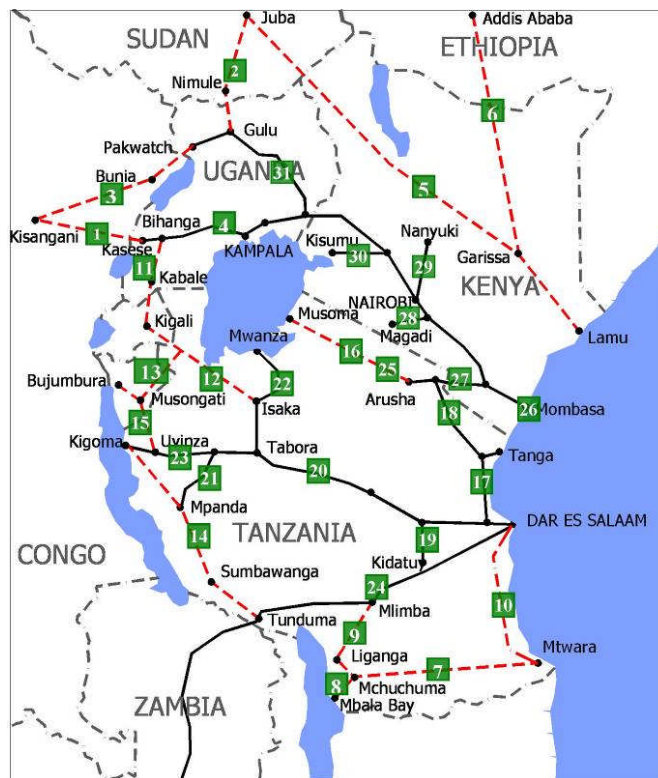 Juba
Addis Ababa
SUDAN
ETHIOPIA
2
Nimule
6
Gulu
Pakwatch
31
UGANDA
Bunia
3
5
Kisangani
1
Bihanga
4
Nanyuki
Kasese
KAMPALA
Kisumu
30
Garissa
11
29
KENYA
Kabale
NAIROBI
28
Musoma
Magadi
Lamu
Kigali
Mwanza
16
13
12
22
25
27
Bujumbura
Arusha
Musongati
Isaka
18
26
Mombasa
15
Kigoma
Uvinza
23
Tabora
Tanga
21
20
17
Mpanda
TANZANIA
DAR ES SALAAM
14
19
CONGO
Kidatu
Sumbawanga
24
Mlimba
10
Tunduma
9
Liganga
Mtwara
7
8
Mchuchuma
Mbala Bay
ZAMBIA